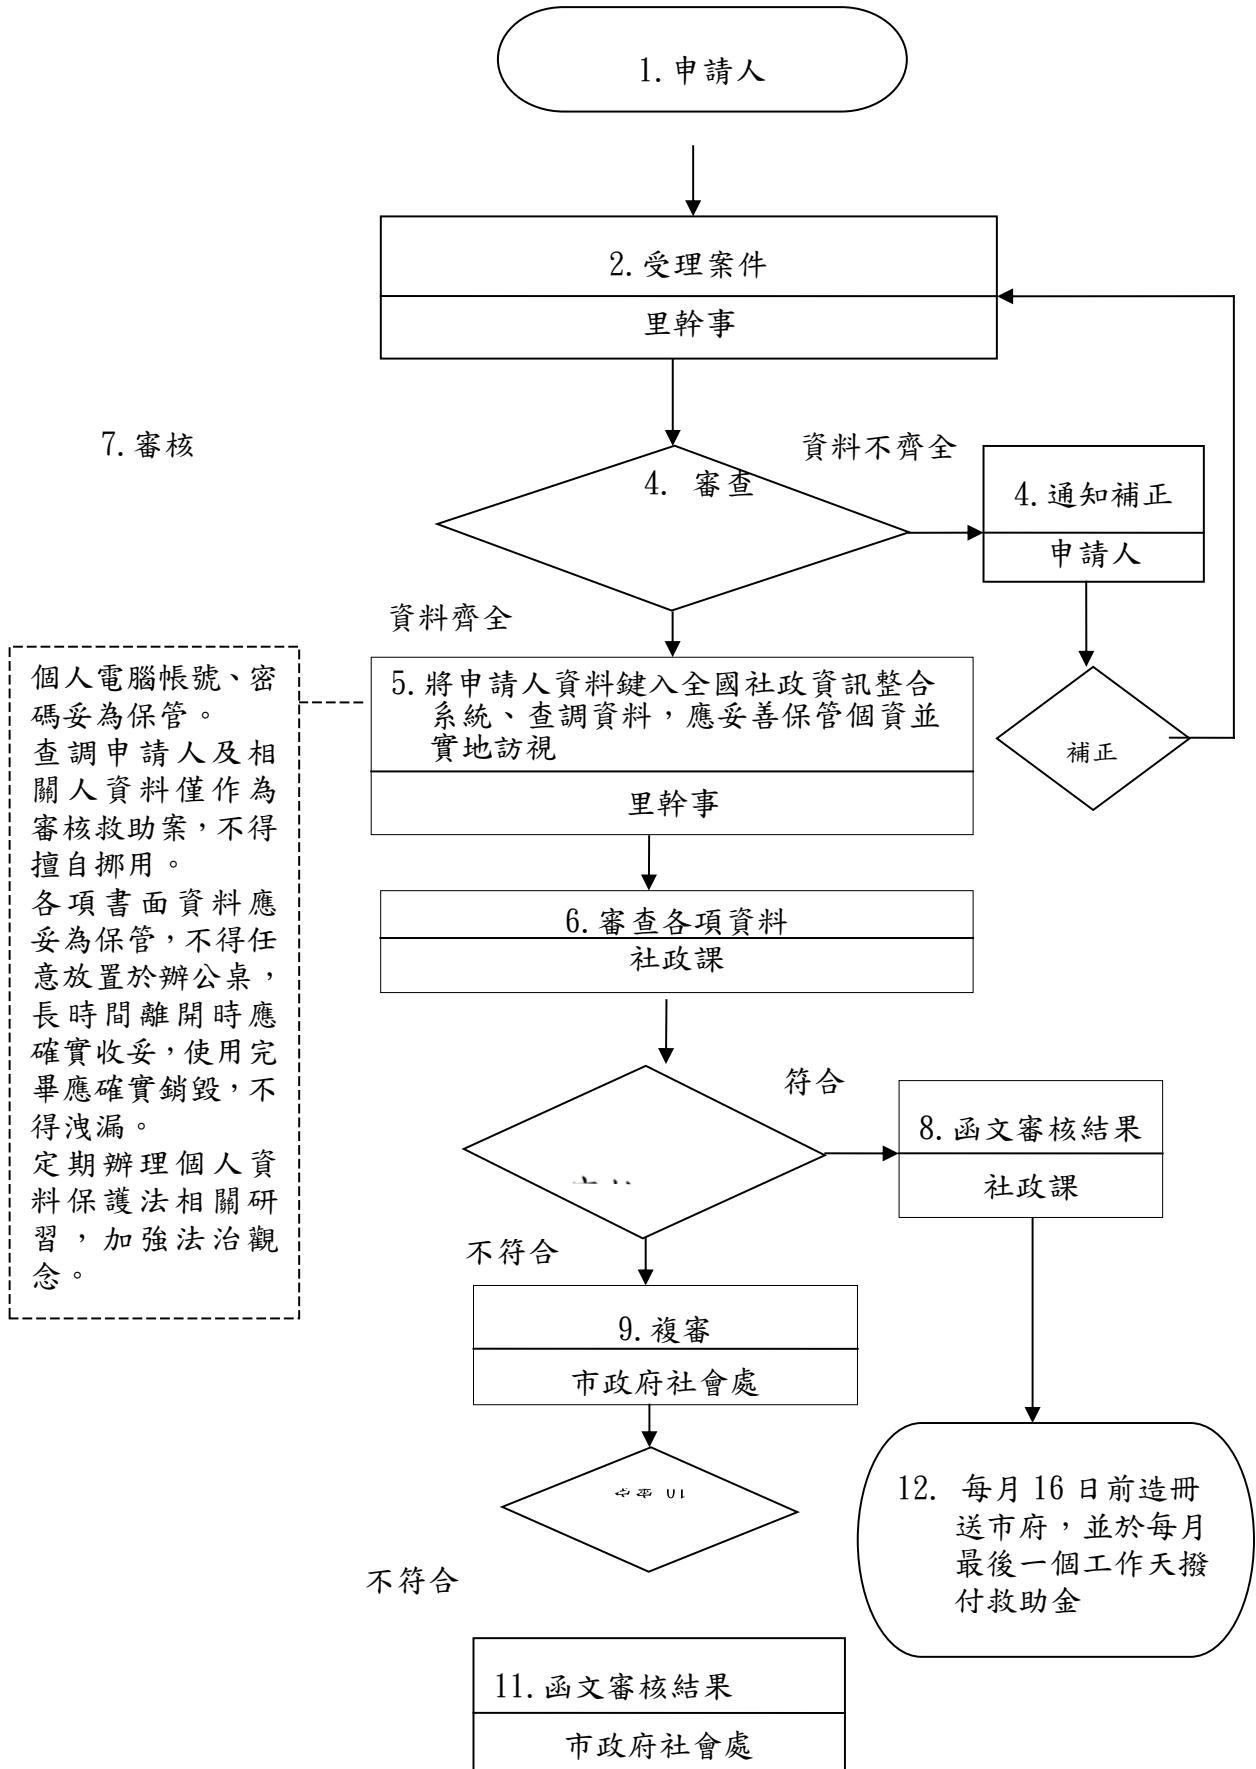 1.申請人
2.受理案件
里幹事
7.審核
資料不齊全
4. 審查
4.通知補正
申請人
資料齊全
補正
個人電腦帳號、密
碼妥為保管。
查調申請人及相
關人資料僅作為
審核救助案,不得
擅自挪用。
各項書面資料應
妥為保管,不得任
意放置於辦公桌,
長時間離開時應
確實收妥,使用完
畢應確實銷毀,不
得洩漏。
定期辦理個人資
料保護法相關研
習,加強法治觀
念。
5.將申請人資料鍵入全國社政資訊整合
系統、查調資料,應妥善保管個資並
實地訪視
里幹事
6.審查各項資料
社政課
符合
8.函文審核結果
社政課
不符合
9.複審
市政府社會處
12. 每月 16 日前造冊
送市府,並於每月
最後一個工作天撥
付救助金
不符合
11.函文審核結果
市政府社會處